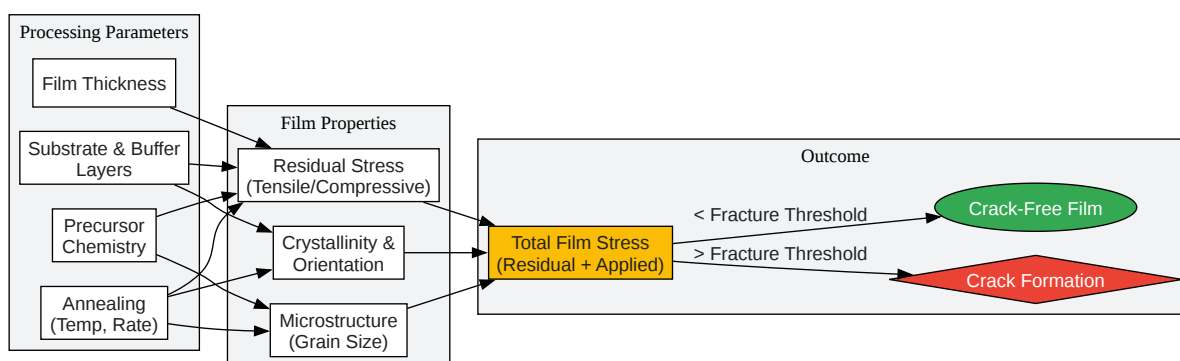 Processing Parameters
Film Thickness
Substrate & Buffer
Layers
Precursor
Chemistry
Annealing
(Temp, Rate)
Film Properties
Residual Stress
(Tensile/Compressive)
Crystallinity &
Orientation
Microstructure
(Grain Size)
Outcome
Total Film Stress
(Residual + Applied)
< Fracture Threshold
> Fracture Threshold
Crack-Free Film
Crack Formation